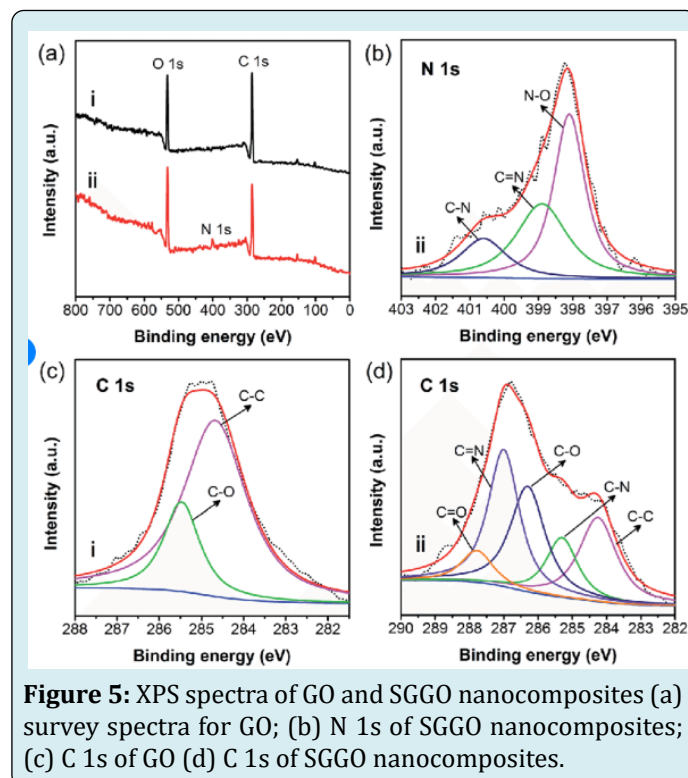 (a)
O 1s
C 1s
i
ii
N 1s
Intensity (a.u.)
800 700 600 500 400 300 200 100 0
Binding energy (eV)
(b)
N 1s
N-O
C=N
C-N
ii
Intensity (a.u.)
403 402 401 400 399 398 397 396 395
Binding energy (eV)
(c)
C 1s
C-C
C-O
i
Intensity (a.u.)
288 287 286 285 284 283 282
Binding energy (eV)
(d)
C 1s
C=N
C-O
C=O
C-N
C-C
ii
Intensity (a.u.)
290 289 288 287 286 285 284 283 282
Binding energy (eV)
Figure 5: XPS spectra of GO and SGGO nanocomposites (a)
survey spectra for GO; (b) N 1s of SGGO nanocomposites;
(c) C 1s of GO (d) C 1s of SGGO nanocomposites.